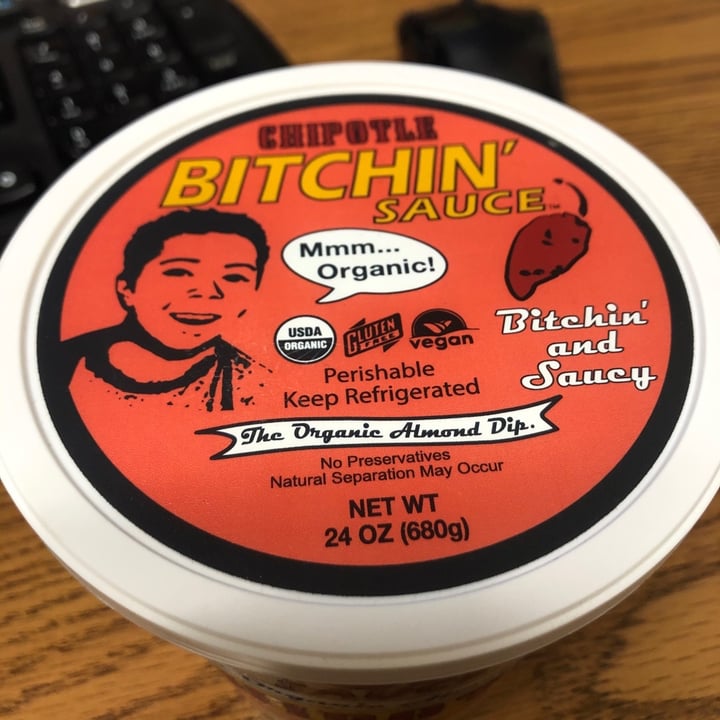 CHIPOTLE
BITCHIN'
SAUCE™
Mmm...
Organic!
USDA
ORGANIC
GLUTEN
FREE
vegan
Bitchin'
and
Saucy
Perishable
Keep Refrigerated
The Organic Almond Dip.
No Preservatives
Natural Separation May Occur
NET WT
24 OZ (680g)